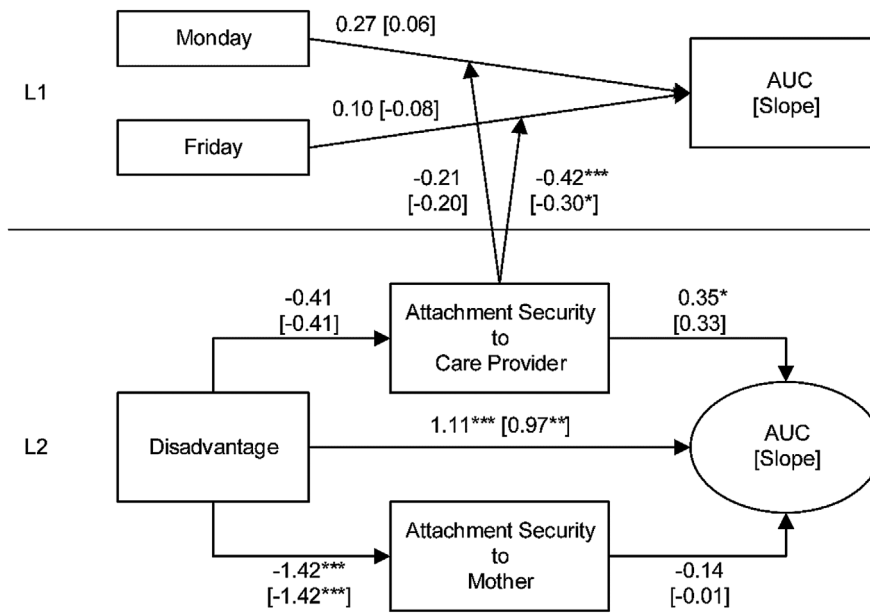 Monday
0.27 [0.06]
AUC
[Slope]
L1
0.10 [-0.08]
Friday
-0.21
[-0.20]
-0.42***
[-0.30*]
-0.41
[-0.41]
Attachment Security
to
Care Provider
0.35*
[0.33]
L2
Disadvantage
1.11*** [0.97**]
AUC
[Slope]
Attachment Security
to
Mother
-1.42***
[-1.42***]
-0.14
[-0.01]